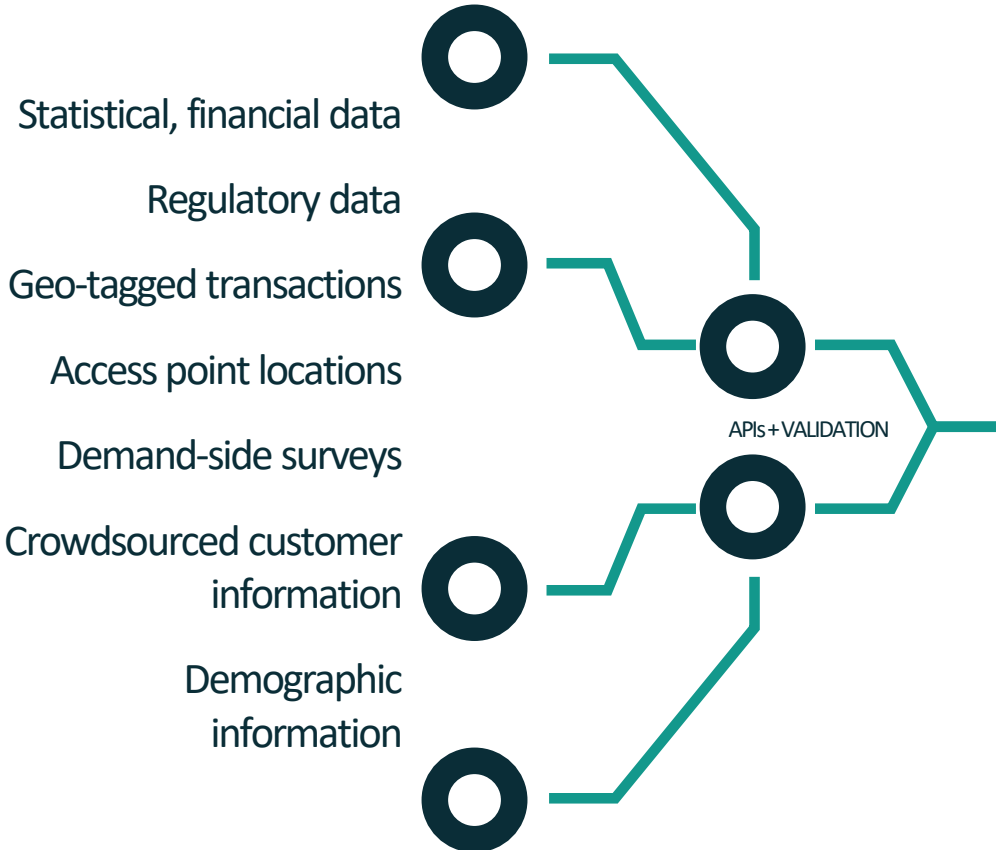 Statistical, financial data
Regulatory data
Geo-tagged transactions
Access point locations
Demand-side surveys
Crowdsourced customer
information
Demographic
information
APIs + VALIDATION